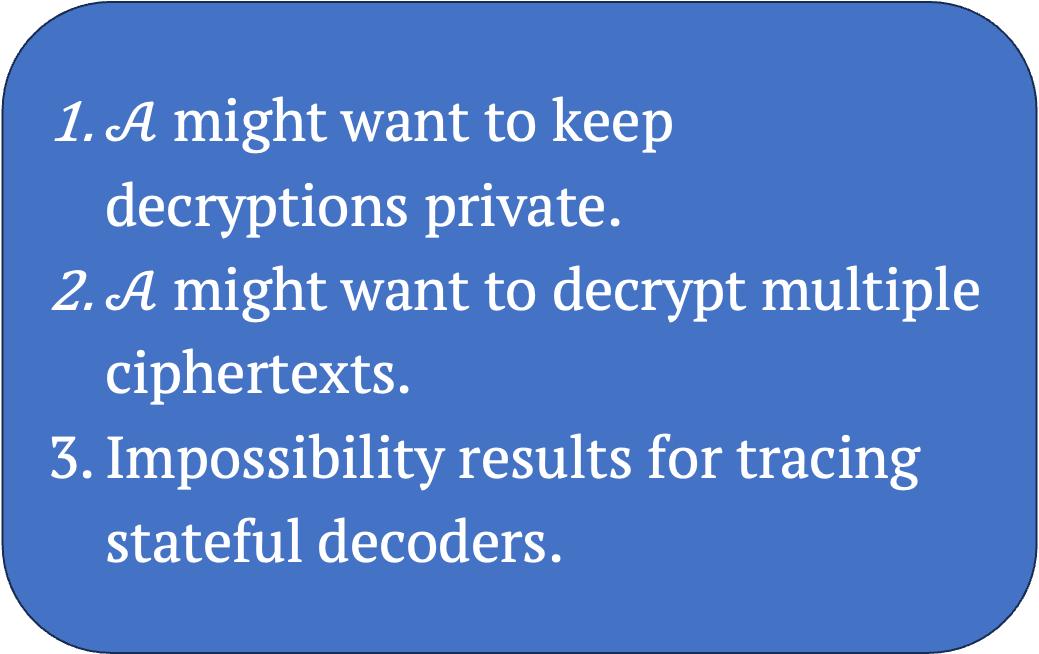 1. 𝒜 might want to keep
decryptions private.
2. 𝒜 might want to decrypt multiple
ciphertexts.
3. Impossibility results for tracing
stateful decoders.